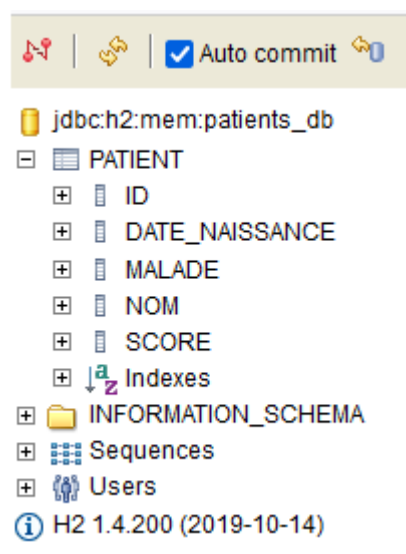 Auto commit
jdbc:h2:mem:patients_db
PATIENT
ID
DATE_NAISSANCE
MALADE
NOM
SCORE
Indexes
INFORMATION_SCHEMA
Sequences
Users
H2 1.4.200 (2019-10-14)